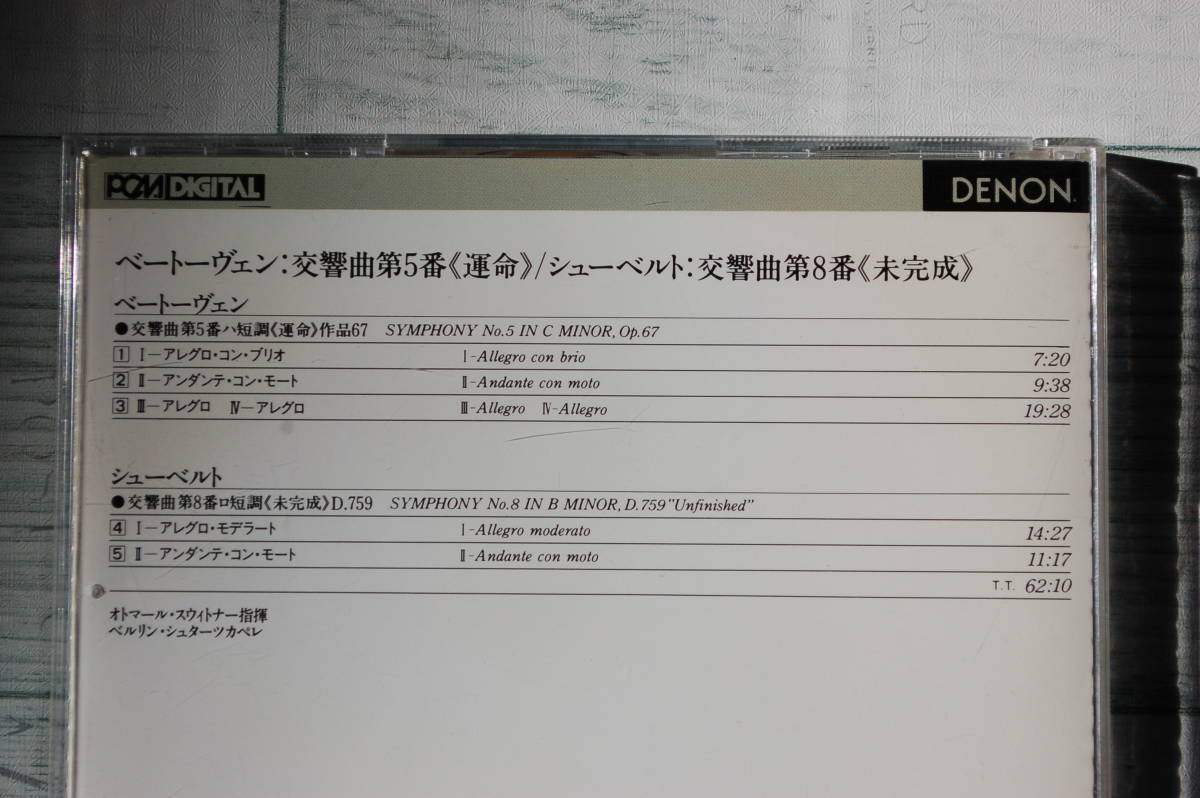 PCM DIGITAL
DENON
ベートーヴェン:交響曲第5番《運命》/シューベルト:交響曲第8番《未完成》
ベートーヴェン
●交響曲第5番ハ短調《運命》作品67 SYMPHONY No.5 IN C MINOR, Op.67
1 Ⅰ―アレグロ・コン・ブリオ Ⅰ-Allegro con brio 7:20
2 Ⅱ―アンダンテ・コン・モート Ⅱ-Andante con moto 9:38
3 Ⅲ―アレグロ Ⅳ―アレグロ Ⅲ-Allegro Ⅳ-Allegro 19:28
シューベルト
●交響曲第8番ロ短調《未完成》D.759 SYMPHONY No.8 IN B MINOR, D.759 "Unfinished"
4 Ⅰ―アレグロ・モデラート Ⅰ-Allegro moderato 14:27
5 Ⅱ―アンダンテ・コン・モート Ⅱ-Andante con moto 11:17
T.T. 62:10
オトマール・スウィトナー指揮
ベルリン・シュターツカペレ